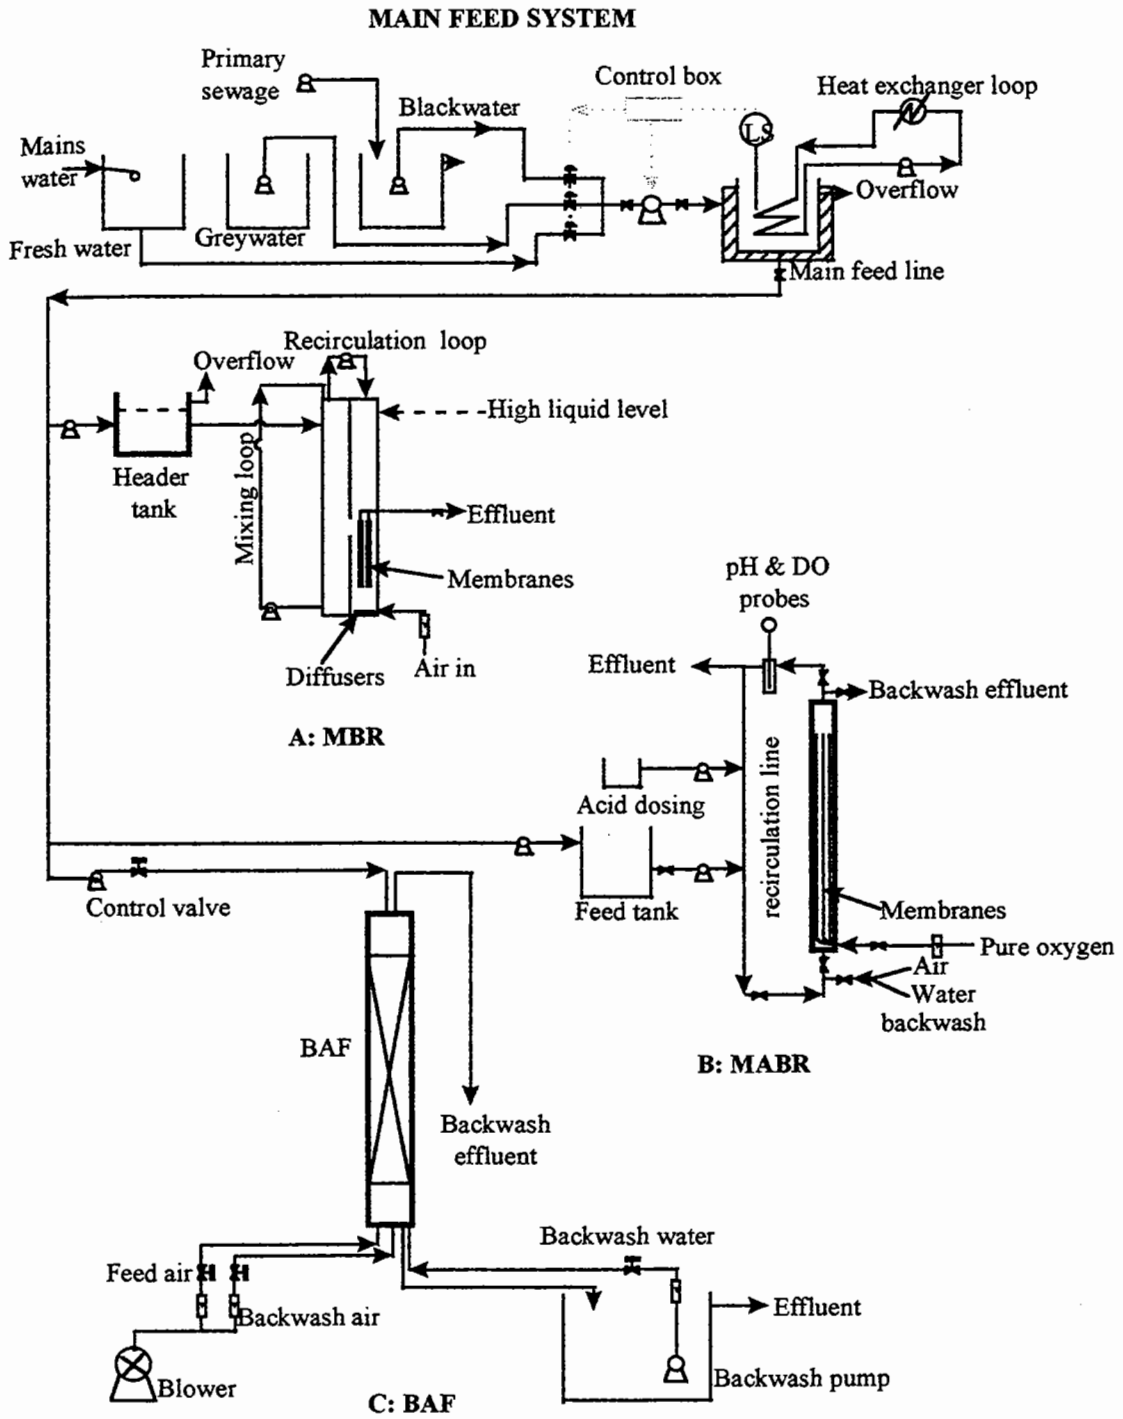 MAIN FEED SYSTEM
Primary
sewage
Control box
Heat exchanger loop
Blackwater
Mains
water
LS
Overflow
Greywater
Fresh water
Main feed line
Recirculation loop
Overflow
High liquid level
Header
tank
Mixing loop
Effluent
Membranes
Diffusers
Air in
A: MBR
pH & DO
probes
Effluent
Backwash effluent
recirculation line
Acid dosing
Feed tank
Membranes
Pure oxygen
Air
Water
backwash
B: MABR
Control valve
BAF
Backwash
effluent
Backwash water
Feed air
Backwash air
Effluent
Blower
Backwash pump
C: BAF